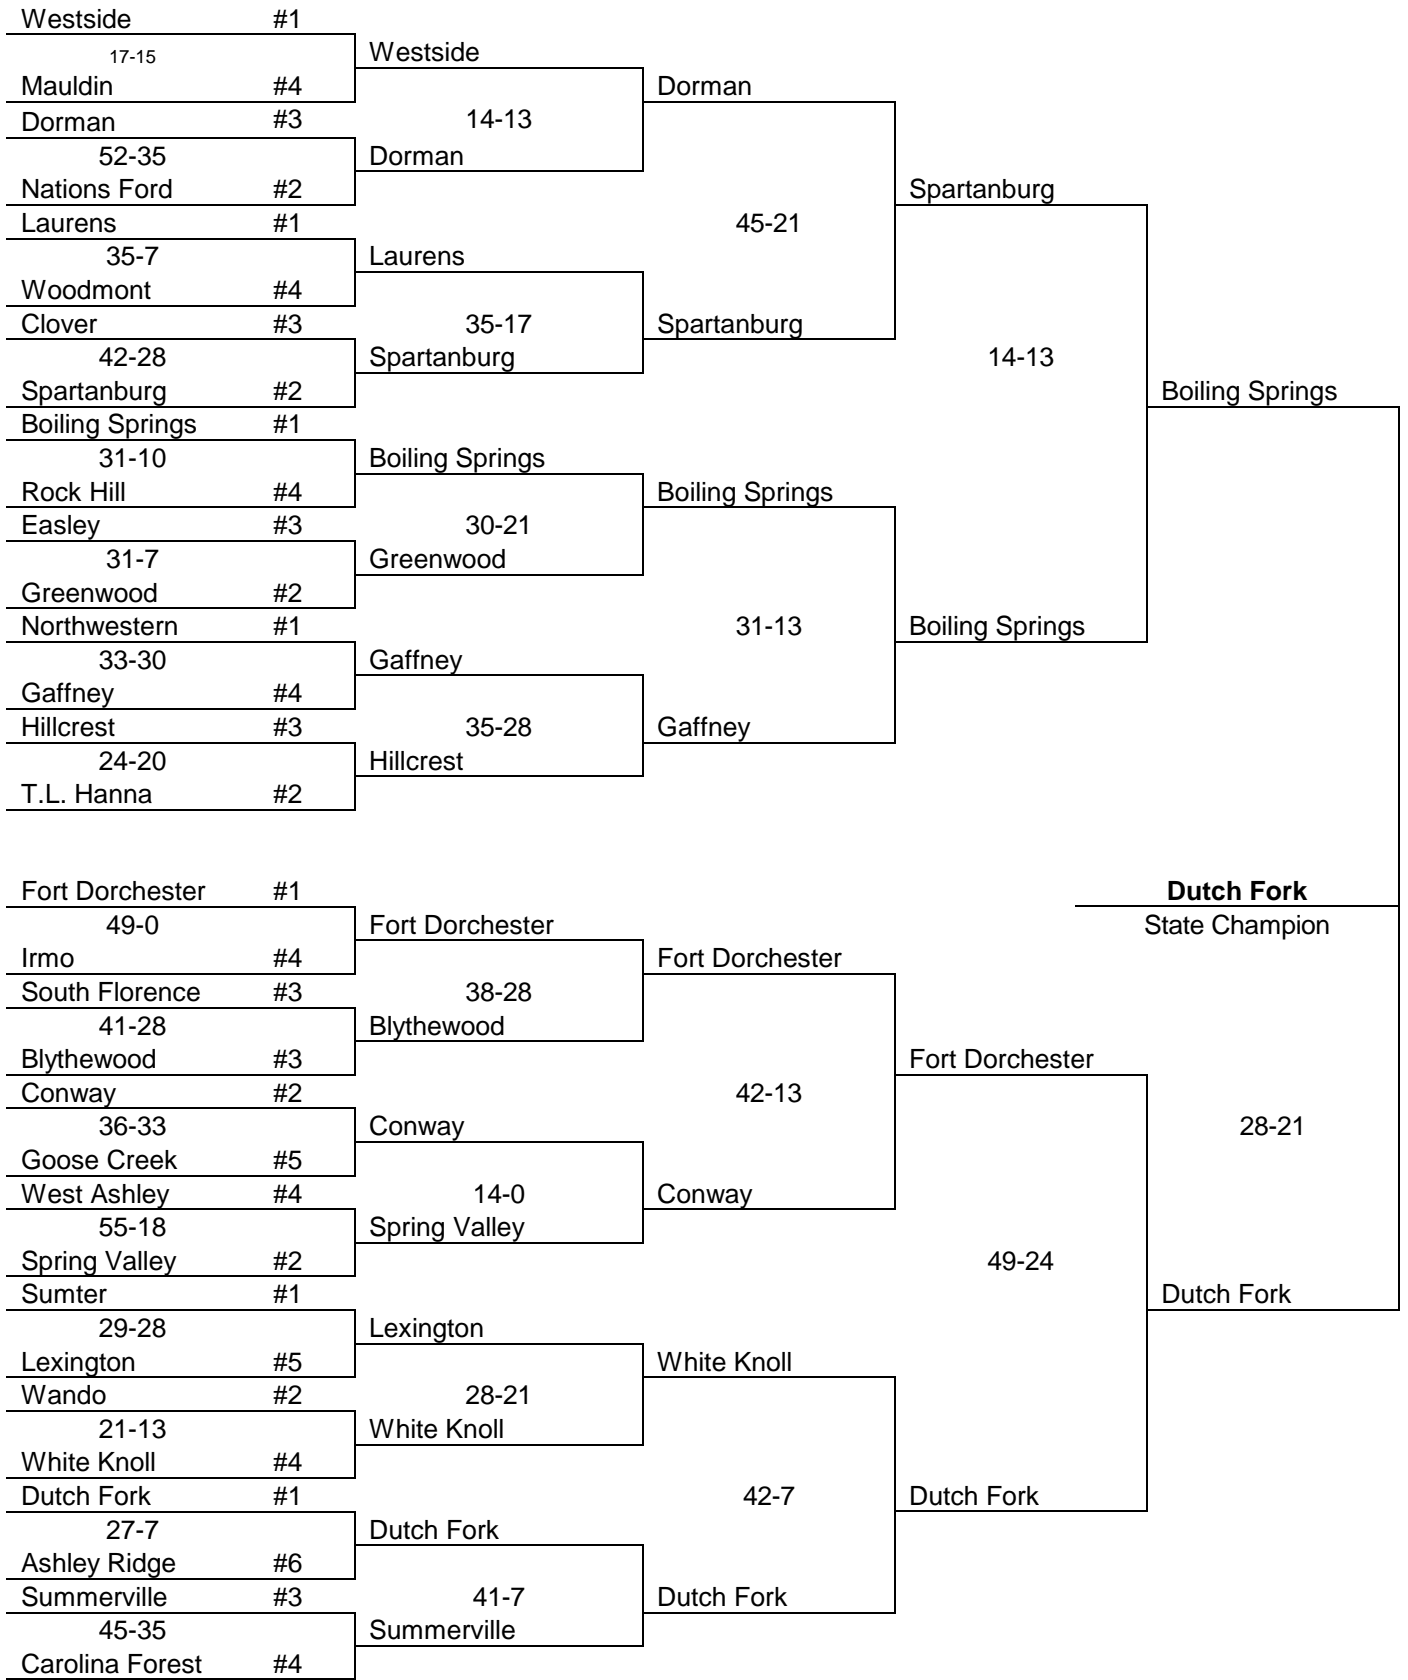 Westside #1
17-15 Westside
Mauldin #4 Dorman
Dorman #3 14-13
52-35 Dorman
Nations Ford #2 Spartanburg
Laurens #1 45-21
35-7 Laurens
Woodmont #4
Clover #3 35-17 Spartanburg
42-28 Spartanburg 14-13
Spartanburg #2 Boiling Springs
Boiling Springs #1
31-10 Boiling Springs
Rock Hill #4 Boiling Springs
Easley #3 30-21
31-7 Greenwood
Greenwood #2
Northwestern #1 31-13 Boiling Springs
33-30 Gaffney
Gaffney #4
Hillcrest #3 35-28 Gaffney
24-20 Hillcrest
T.L. Hanna #2
Fort Dorchester #1 Dutch Fork
49-0 Fort Dorchester State Champion
Irmo #4 Fort Dorchester
South Florence #3 38-28
41-28 Blythewood
Blythewood #3 Fort Dorchester
Conway #2 42-13
36-33 Conway 28-21
Goose Creek #5
West Ashley #4 14-0 Conway
55-18 Spring Valley
Spring Valley #2 49-24
Sumter #1 Dutch Fork
29-28 Lexington
Lexington #5 White Knoll
Wando #2 28-21
21-13 White Knoll
White Knoll #4
Dutch Fork #1 42-7 Dutch Fork
27-7 Dutch Fork
Ashley Ridge #6
Summerville #3 41-7 Dutch Fork
45-35 Summerville
Carolina Forest #4